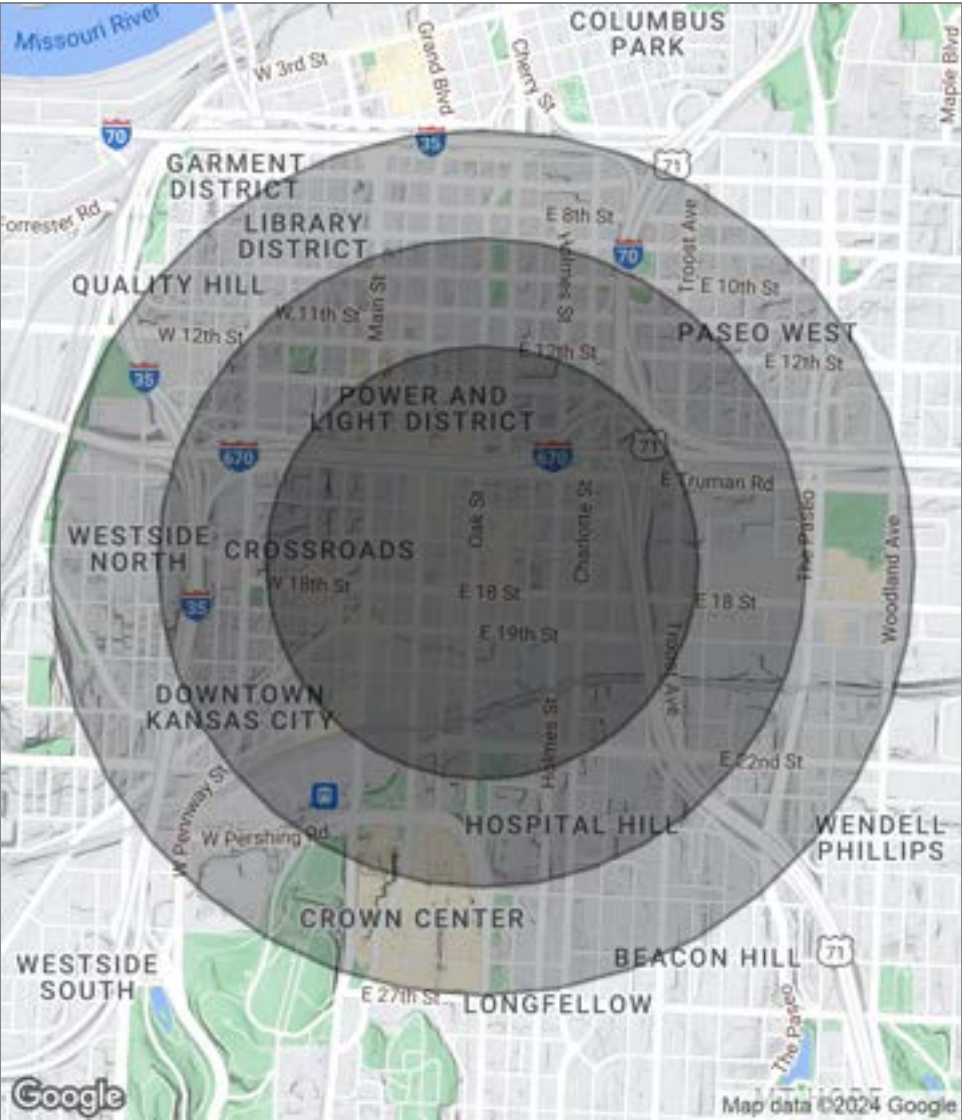 Missouri River
COLUMBUS
PARK
Grand Blvd
Cherry St
Maple Blvd
W 3rd St
70
35
71
GARMENT
DISTRICT
Forrester Rd
LIBRARY
DISTRICT
E 8th St
Holmes St
70
Troost Ave
QUALITY HILL
E 10th St
Main St
W 11th St
W 12th St
PASEO WEST
E 12th St
E 12th St
35
POWER AND
LIGHT DISTRICT
670
670
71
E Truman Rd
Oak St
Charlotte St
The Paseo
Woodland Ave
WESTSIDE
NORTH
CROSSROADS
W 18th St
E 18 St
E 18 St
35
E 19th St
Troost Ave
DOWNTOWN
KANSAS CITY
Holmes St
E 22nd St
W Pennway St
W Pershing Rd
HOSPITAL HILL
WENDELL
PHILLIPS
CROWN CENTER
BEACON HILL
71
WESTSIDE
SOUTH
E 27th St
LONGFELLOW
The Paseo
Google
Map data ©2024 Google